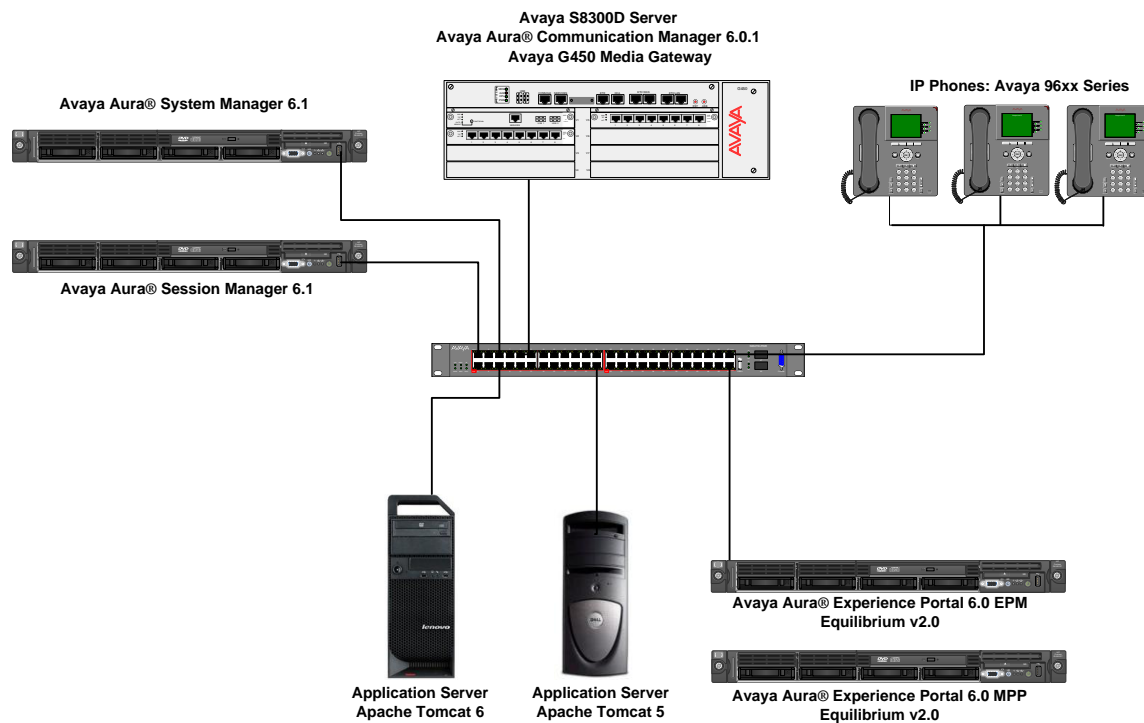 Avaya S8300D Server
Avaya Aura® Communication Manager 6.0.1
Avaya G450 Media Gateway
IP Phones: Avaya 96xx Series
Avaya Aura® System Manager 6.1
AVAYA
Avaya Aura® Session Manager 6.1
AVAYA
lenovo
DELL
Avaya Aura® Experience Portal 6.0 EPM
Equilibrium v2.0
Application Server
Apache Tomcat 6
Application Server
Apache Tomcat 5
Avaya Aura® Experience Portal 6.0 MPP
Equilibrium v2.0